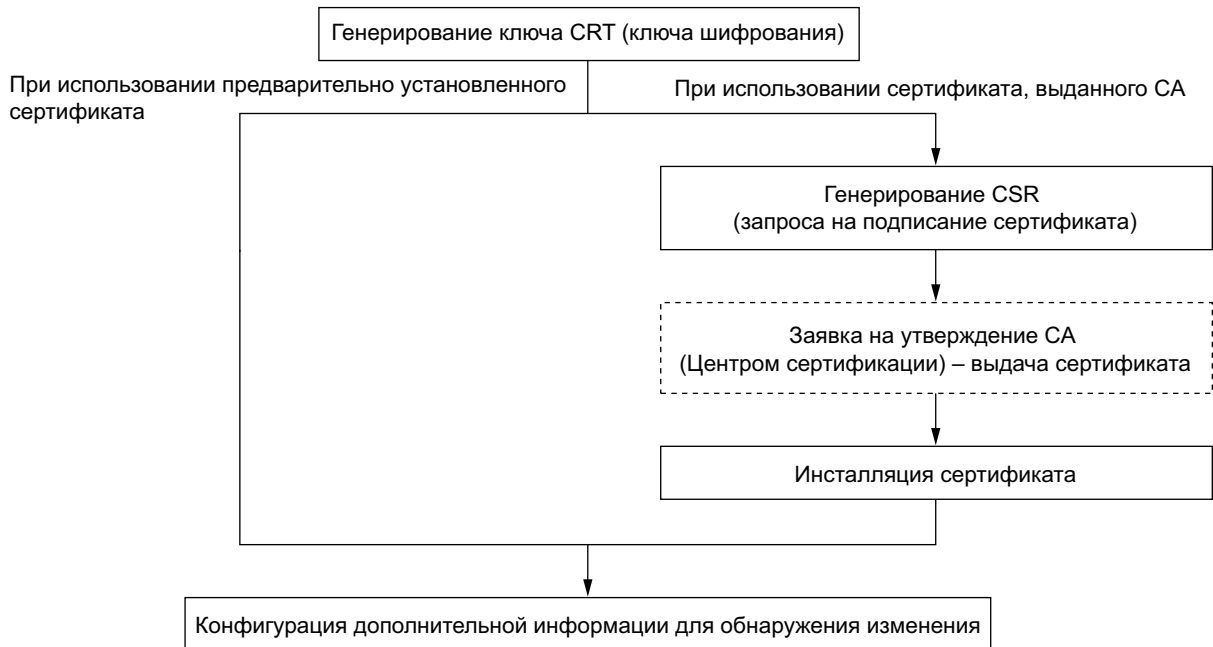 Генерирование ключа CRT (ключа шифрования)
При использовании предварительно установленного
сертификата
При использовании сертификата, выданного CA
Генерирование CSR
(запроса на подписание сертификата)
Заявка на утверждение CA
(Центром сертификации) – выдача сертификата
Инсталляция сертификата
Конфигурация дополнительной информации для обнаружения изменения